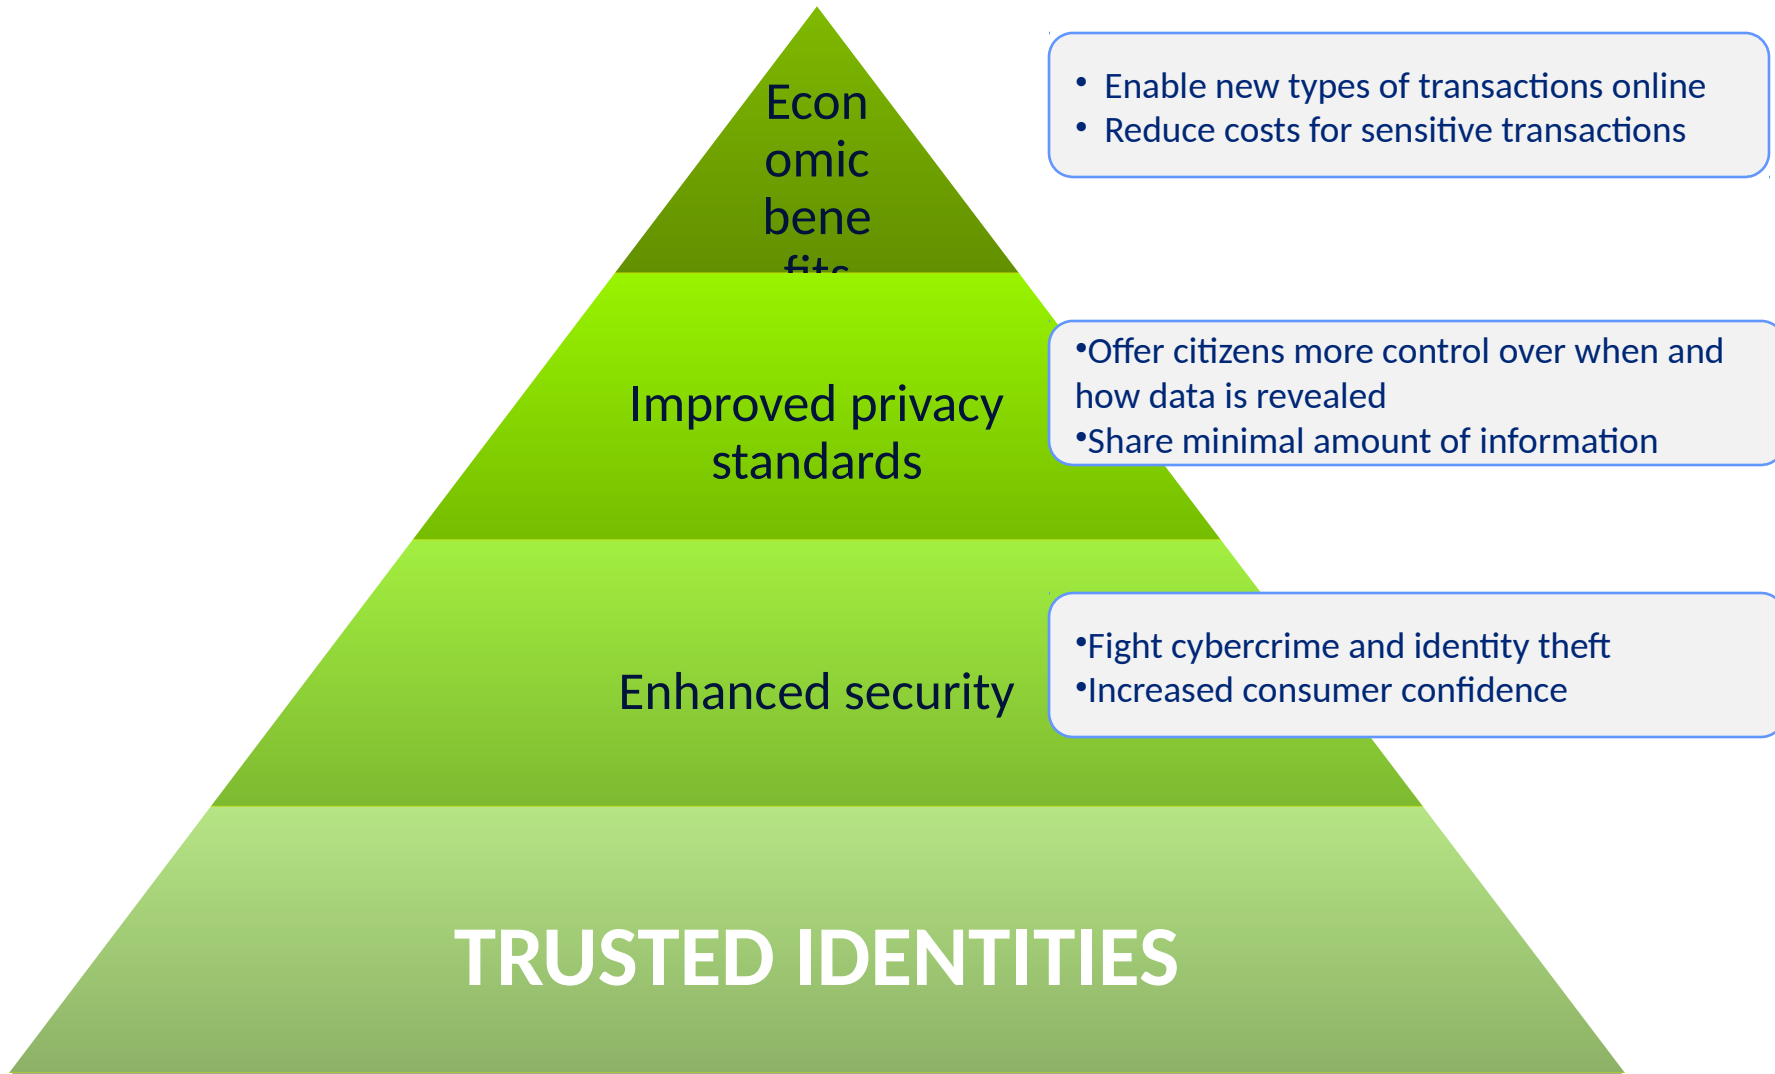 Econ
omic
bene
fits
• Enable new types of transactions online
• Reduce costs for sensitive transactions
Improved privacy
standards
•Offer citizens more control over when and
how data is revealed
•Share minimal amount of information
Enhanced security
•Fight cybercrime and identity theft
•Increased consumer confidence
TRUSTED IDENTITIES